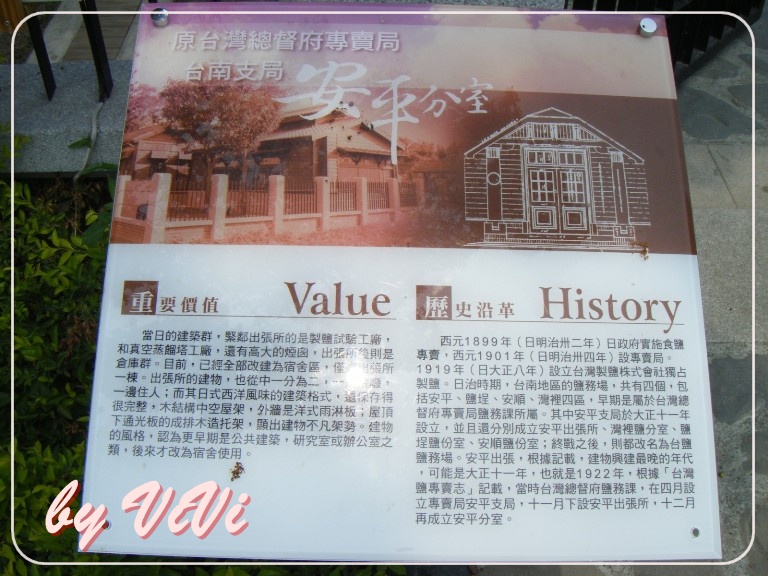 原台灣總督府專賣局
台南支局
安平分室
重要價值 Value
當日的建築群，緊鄰出張所的是製鹽試驗工廠，
和真空蒸餾塔工廠，還有高大的煙囪，出張所後則是
倉庫群。目前，已經全部改建為宿舍區，僅
一棟。出張所的建物，也從中一分為二，一
一邊住人；而其日式西洋風味的建築格式，還保存得
很完整，木結構中空屋架，外牆是洋式雨淋板；屋頂
下通光板的成排木造托架，顯出建物不凡架勢。建物
的風格，認為更早期是公共建築，研究室或辦公室之
類，後來才改為宿舍使用。
歷史沿革 History
西元1899年（日明治卅二年）日政府實施食鹽
專賣，西元1901年（日明治卅四年）設專賣局。
1919年（日大正八年）設立台灣製鹽株式會社獨占
製鹽。日治時期，台南地區的鹽務場，共有四個，包
括安平、鹽埕、安順、灣裡四區，早期是屬於台灣總
督府專賣局鹽務課所屬。其中安平支局於大正十一年
設立，並且還分別成立安平出張所、灣裡鹽分室、鹽
埕鹽份室、安順鹽份室；終戰之後，則都改名為台鹽
鹽務場。安平出張，根據記載，建物興建最晚的年代
，可能是大正十一年，也就是1922年，根據「台灣
鹽專賣志」記載，當時台灣總督府鹽務課，在四月設
立專賣局安平支局，十一月下設安平出張所，十二月
再成立安平分室。
by ViVi